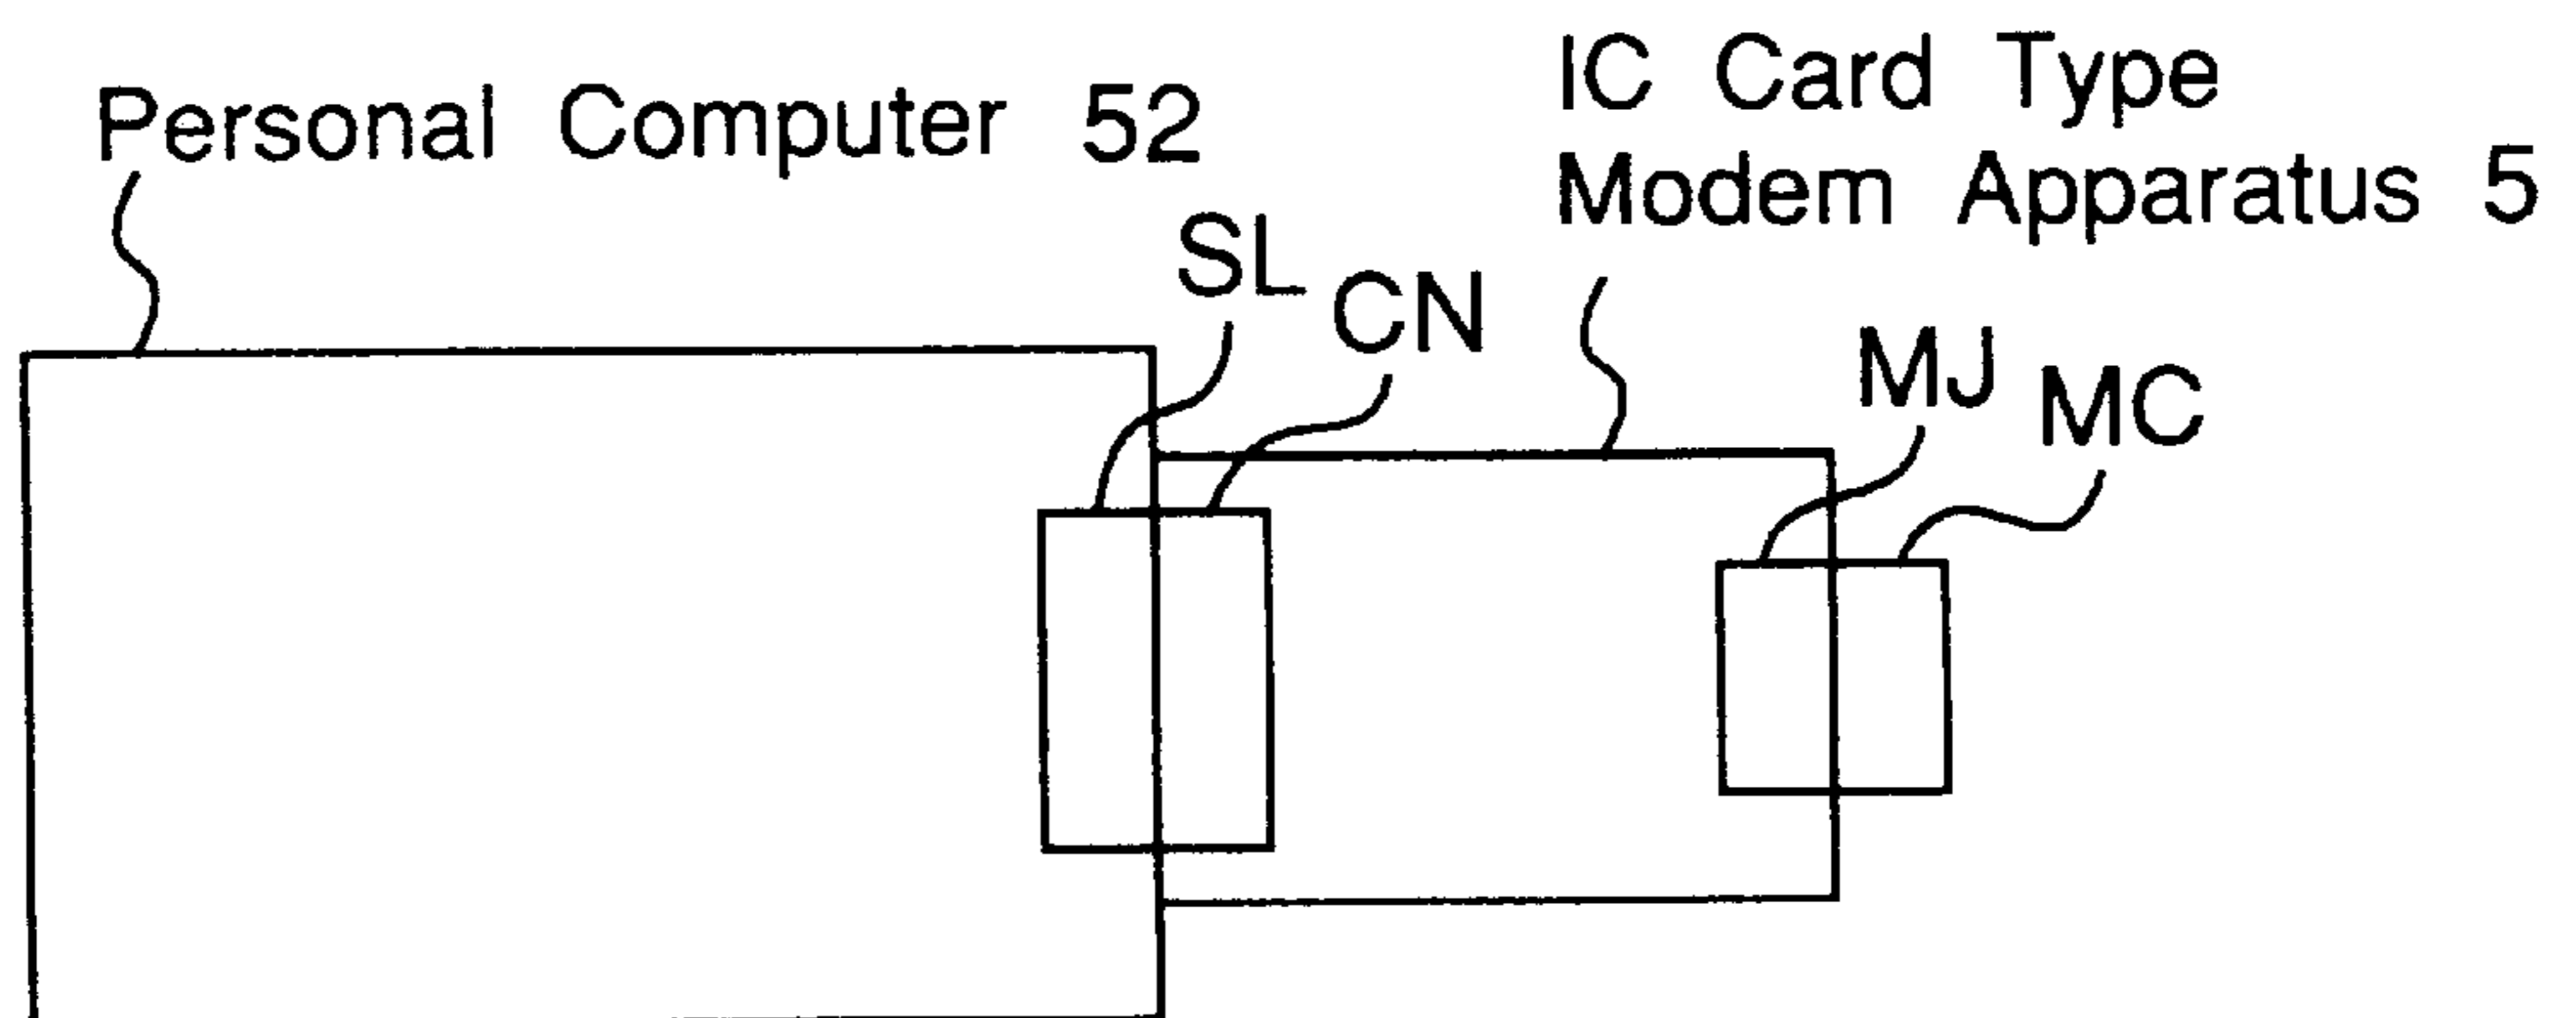 Personal Computer 52
IC Card Type
Modem Apparatus 5
SL
CN
MJ
MC